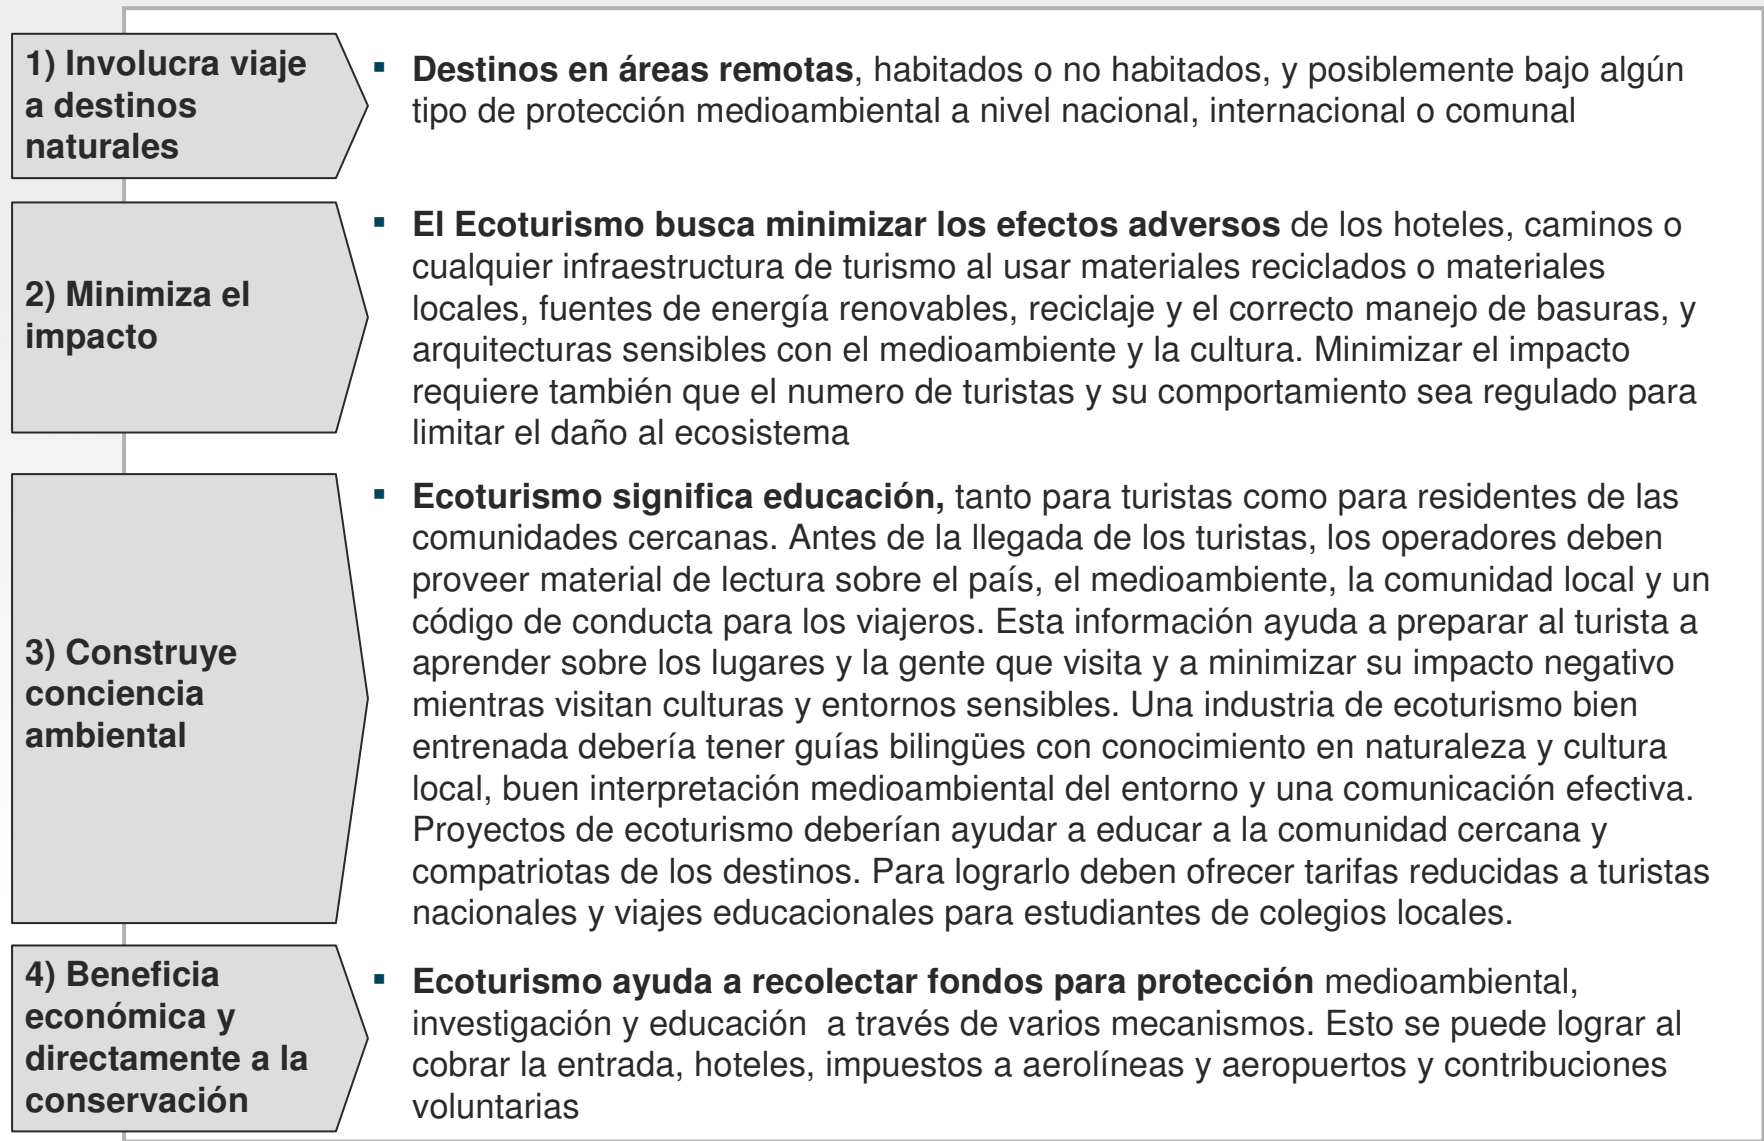 1) Involucra viaje
a destinos
naturales
▪ Destinos en áreas remotas, habitados o no habitados, y posiblemente bajo algún
tipo de protección medioambiental a nivel nacional, internacional o comunal
2) Minimiza el
impacto
▪ El Ecoturismo busca minimizar los efectos adversos de los hoteles, caminos o
cualquier infraestructura de turismo al usar materiales reciclados o materiales
locales, fuentes de energía renovables, reciclaje y el correcto manejo de basuras, y
arquitecturas sensibles con el medioambiente y la cultura. Minimizar el impacto
requiere también que el numero de turistas y su comportamiento sea regulado para
limitar el daño al ecosistema
3) Construye
conciencia
ambiental
▪ Ecoturismo significa educación, tanto para turistas como para residentes de las
comunidades cercanas. Antes de la llegada de los turistas, los operadores deben
proveer material de lectura sobre el país, el medioambiente, la comunidad local y un
código de conducta para los viajeros. Esta información ayuda a preparar al turista a
aprender sobre los lugares y la gente que visita y a minimizar su impacto negativo
mientras visitan culturas y entornos sensibles. Una industria de ecoturismo bien
entrenada debería tener guías bilingües con conocimiento en naturaleza y cultura
local, buen interpretación medioambiental del entorno y una comunicación efectiva.
Proyectos de ecoturismo deberían ayudar a educar a la comunidad cercana y
compatriotas de los destinos. Para lograrlo deben ofrecer tarifas reducidas a turistas
nacionales y viajes educacionales para estudiantes de colegios locales.
4) Beneficia
económica y
directamente a la
conservación
▪ Ecoturismo ayuda a recolectar fondos para protección medioambiental,
investigación y educación  a través de varios mecanismos. Esto se puede lograr al
cobrar la entrada, hoteles, impuestos a aerolíneas y aeropuertos y contribuciones
voluntarias